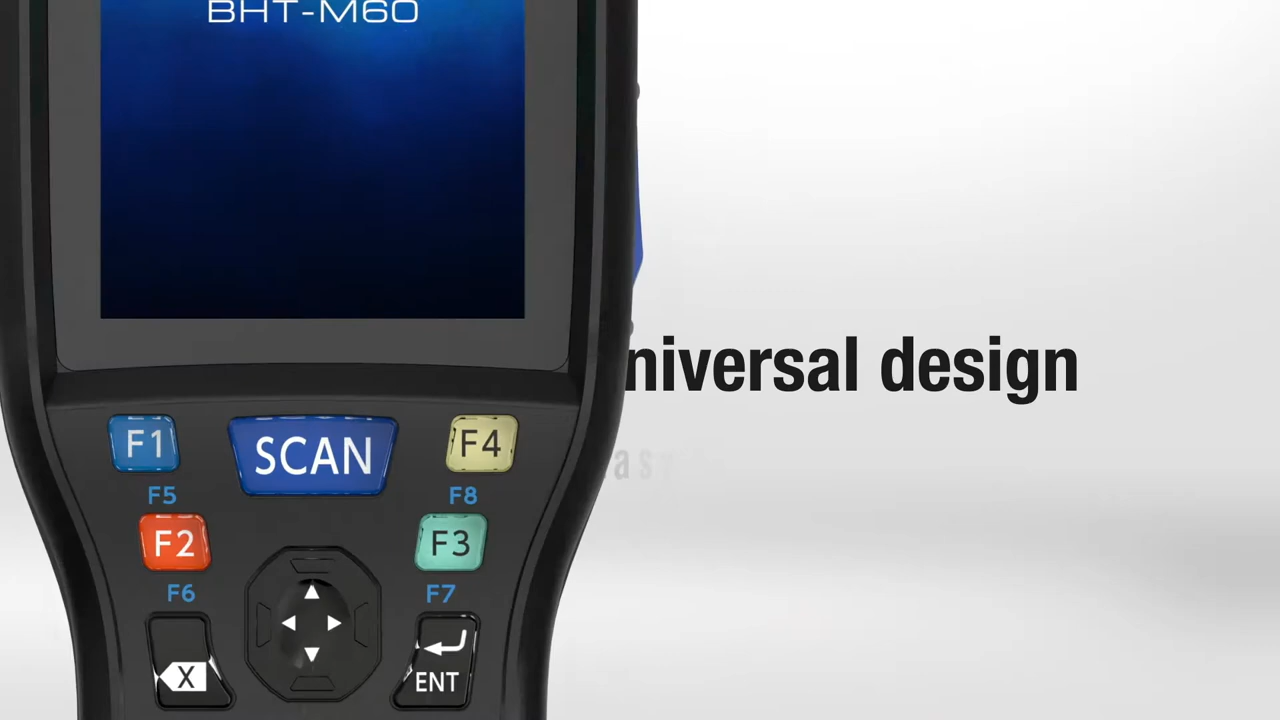 BHT-M60
niversal design
F1 SCAN F4
F5 F8
F2 F3
F6 F7
X ENT